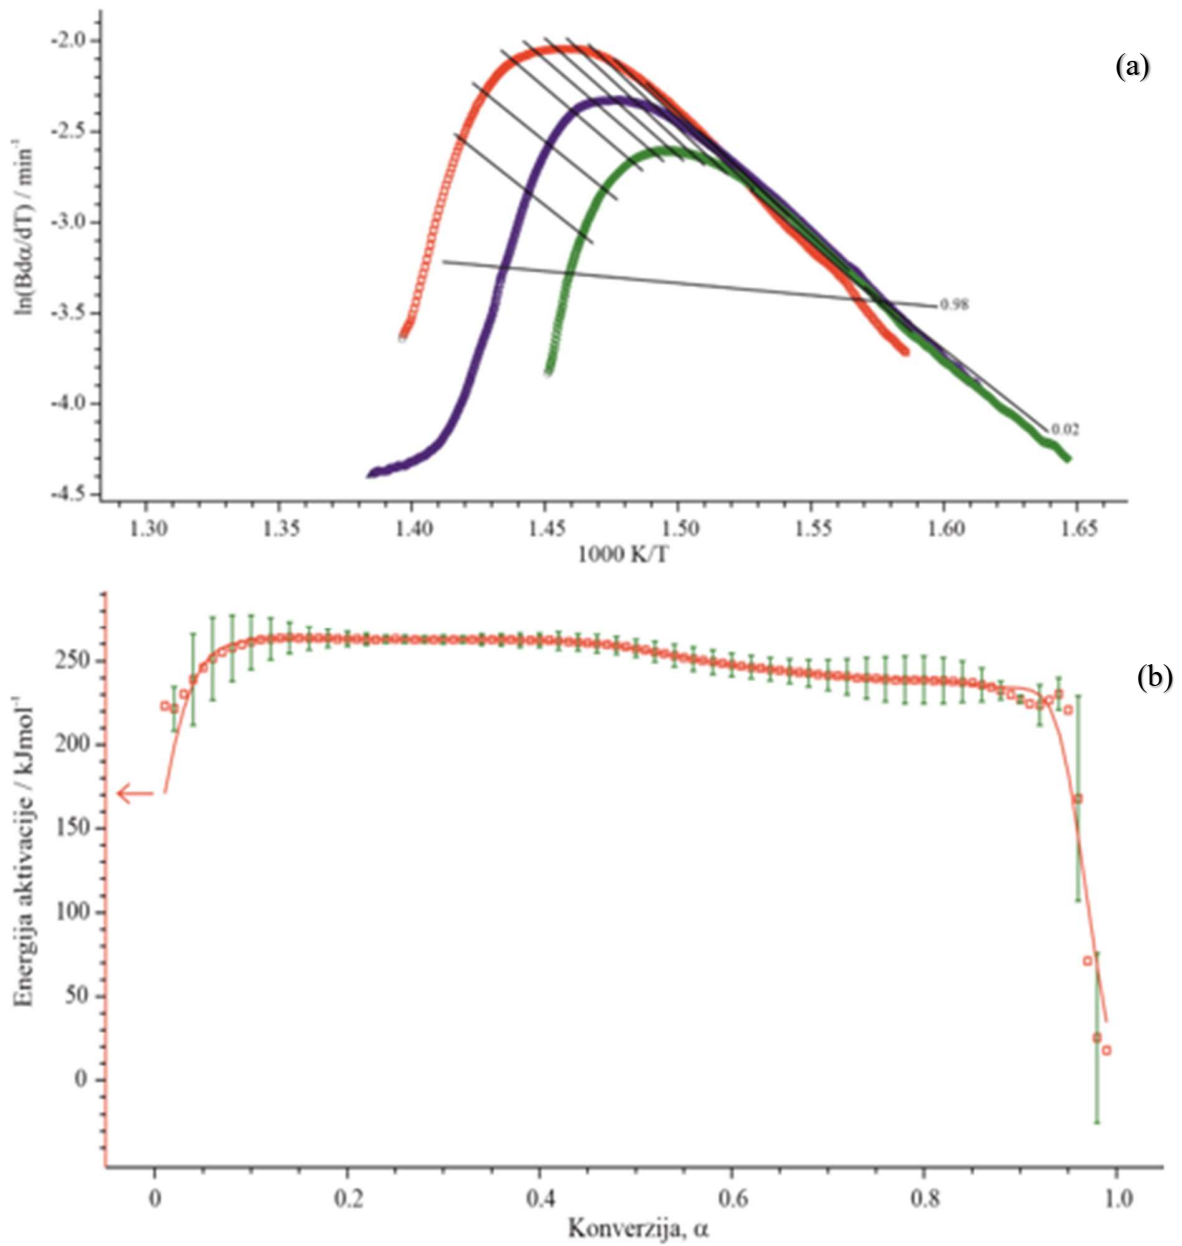 (a)
ln(Bdα/dT) / min⁻¹
-2.0
-2.5
-3.0
-3.5
-4.0
-4.5
0.98
0.02
1.30 1.35 1.40 1.45 1.50 1.55 1.60 1.65
1000 K/T
(b)
Energija aktivacije / kJmol⁻¹
250
200
150
100
50
0
0 0.2 0.4 0.6 0.8 1.0
Konverzija, α